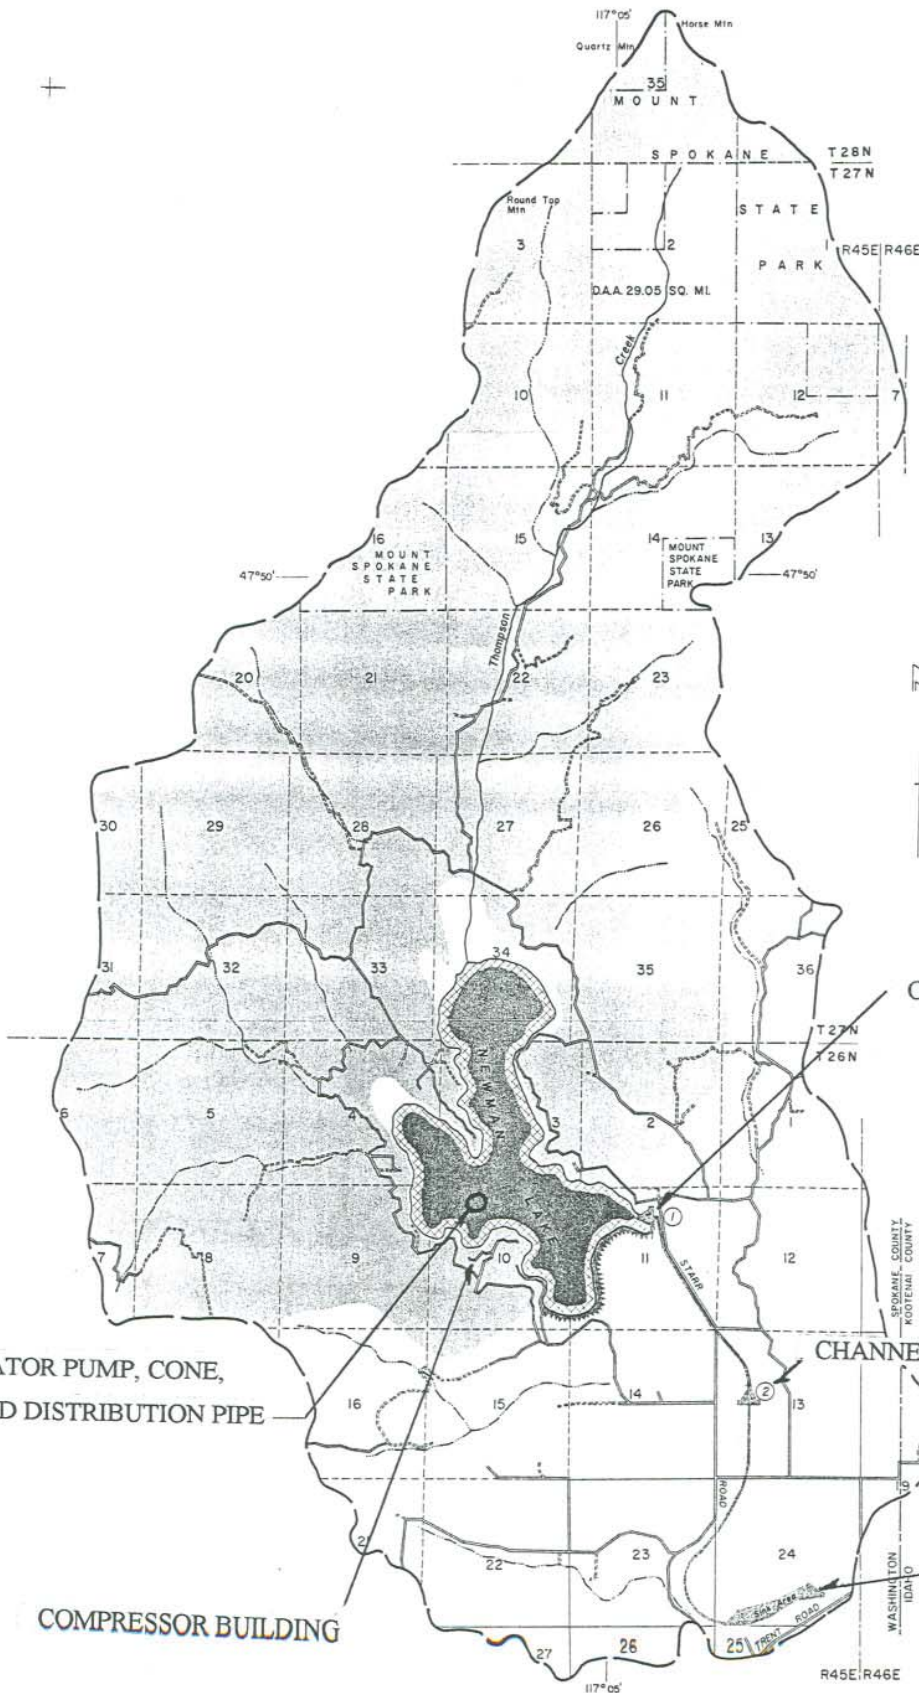 117°05'
Horse Mtn
Quartz Mtn
35
MOUNT
SPOKANE
T28N
T27N
Round Top
Mtn
STATE
3
2
1
R45E R46E
PARK
D.A.A. 29.05 SQ. MI.
Creek
10
11
12
7
16
15
14
13
MOUNT
SPOKANE
STATE
PARK
MOUNT
SPOKANE
STATE
PARK
47°50'
47°50'
Thompson
20
21
22
23
30
29
28
27
26
25
31
32
33
34
35
36
T27N
T26N
NEWMAN
LAKE
6
5
4
3
2
1
7
8
9
10
11
12
1
STARR
SPOKANE COUNTY
KOOTENAI COUNTY
ATOR PUMP, CONE,
D DISTRIBUTION PIPE
CHANNE
16
15
14
2
13
ROAD
22
23
24
WASHINGTON
IDAHO
Sink Area
TRENT ROAD
COMPRESSOR BUILDING
27
26
25
117°05'
R45E R46E